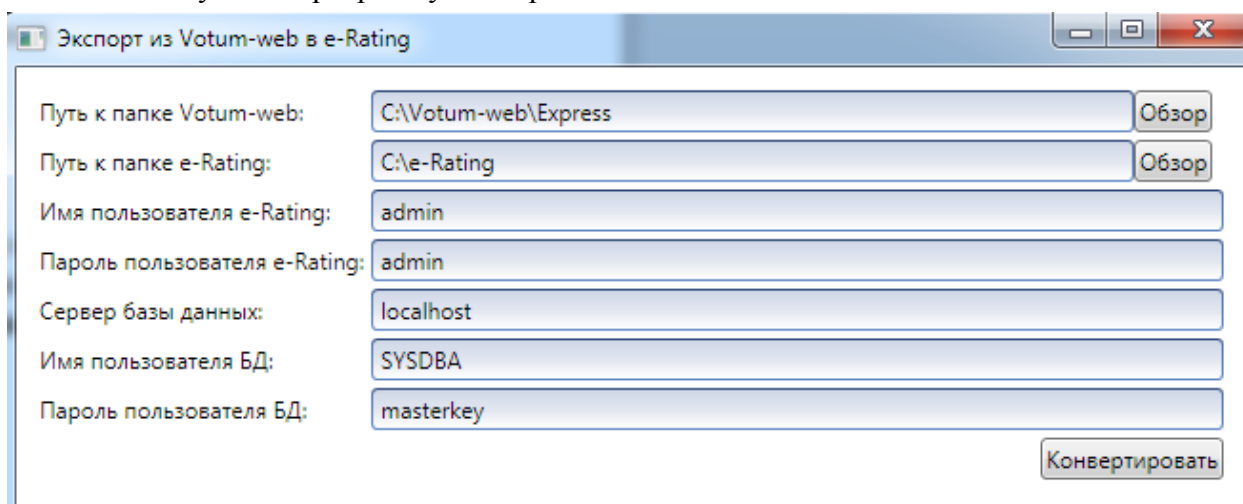 Экспорт из Votum-web в e-Rating
Путь к папке Votum-web: C:\Votum-web\Express Обзор
Путь к папке e-Rating: C:\e-Rating Обзор
Имя пользователя e-Rating: admin
Пароль пользователя e-Rating: admin
Сервер базы данных: localhost
Имя пользователя БД: SYSDBA
Пароль пользователя БД: masterkey
Конвертировать